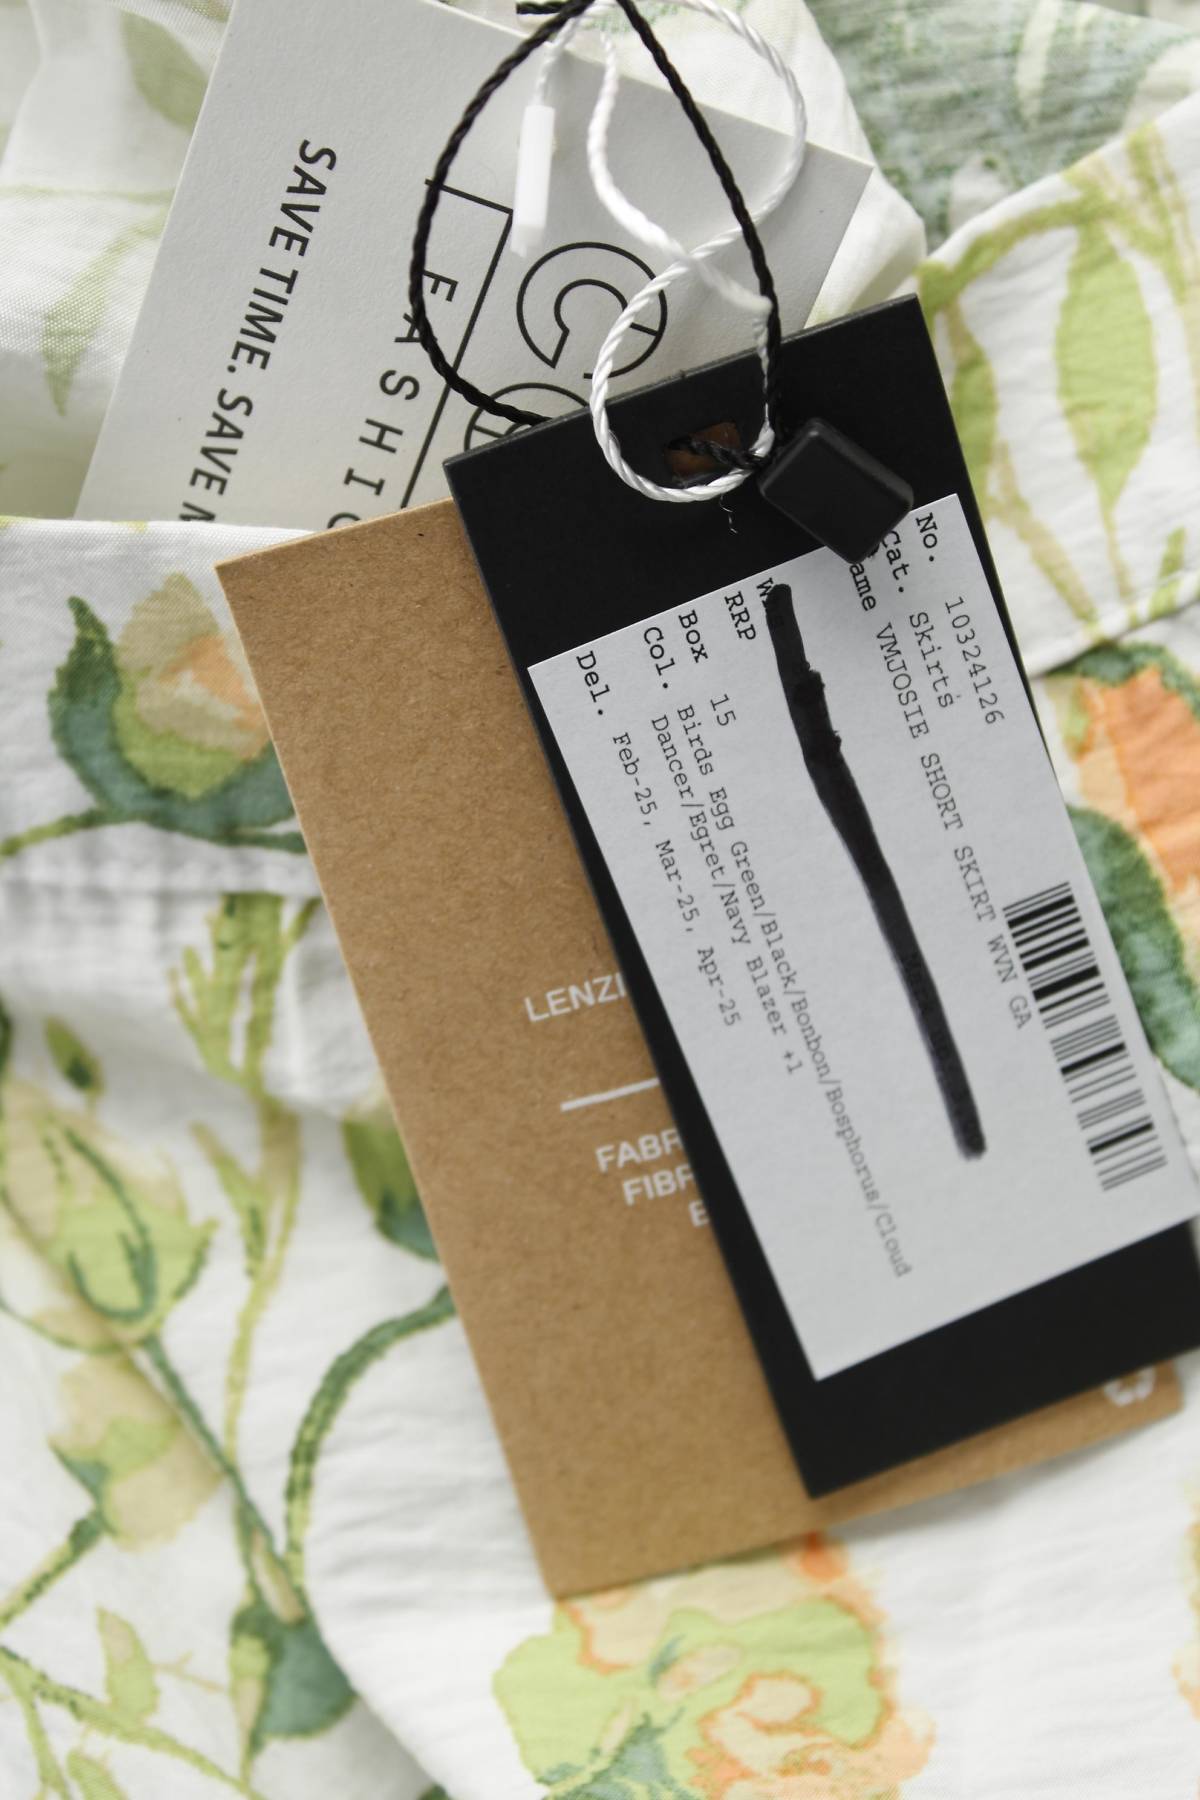 SAVE TIME. SAVE
FASHIO
No. 10324126
Cat. Skirts
ame VMJOSIE SHORT SKIRT WVN GA
RRP
Box 15
Col. Birds Egg Green/Black/Bonbon/Bosphorus/Cloud
Dancer/Egret/Navy Blazer +1
Del. Feb-25, Mar-25, Apr-25
LENZI
FABR
FIBR
E